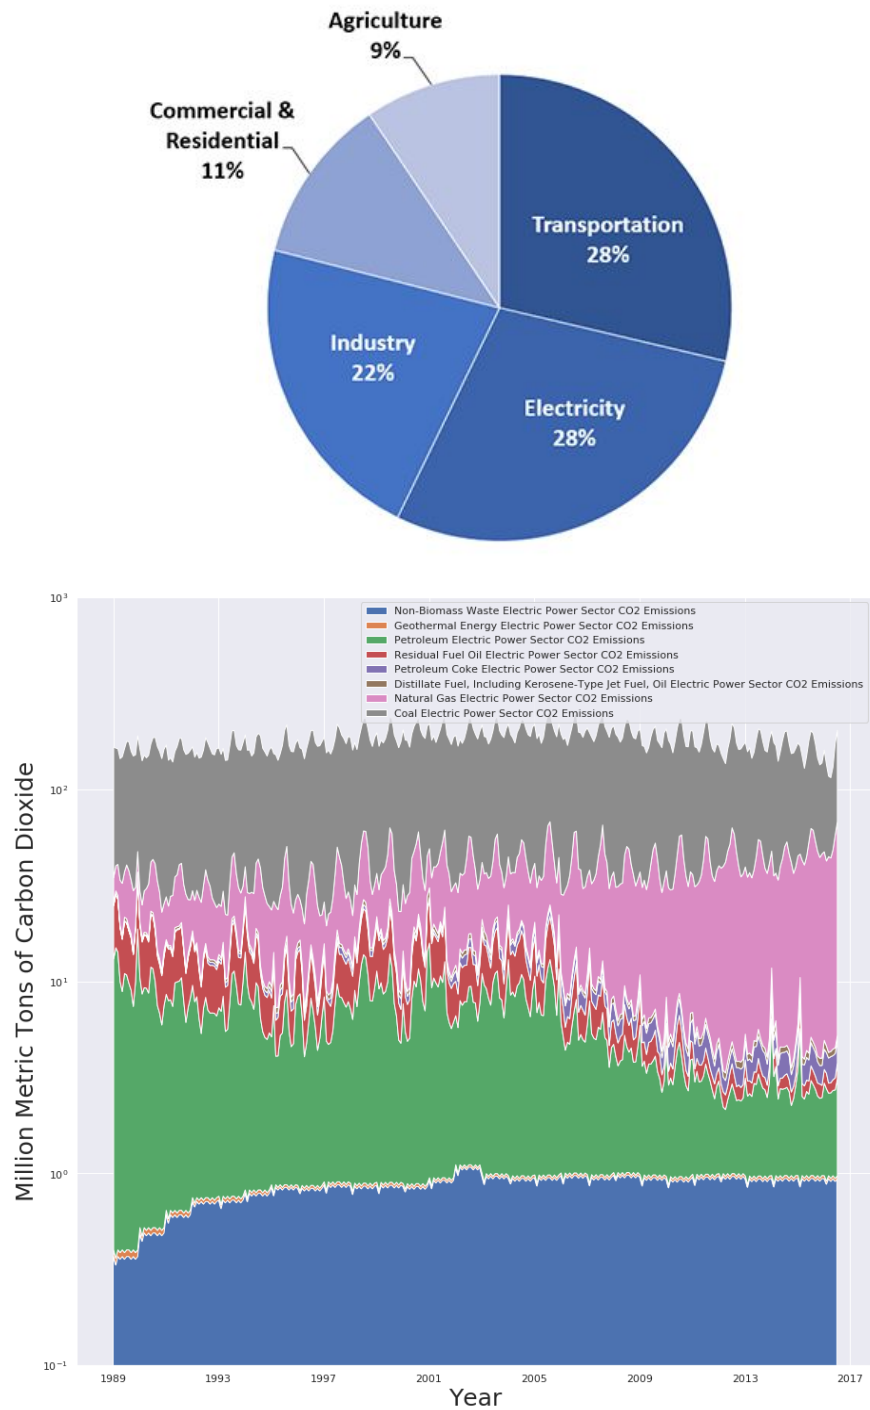 Agriculture
9%
Commercial &
Residential
11%
Transportation
28%
Industry
22%
Electricity
28%
Non-Biomass Waste Electric Power Sector CO2 Emissions
Geothermal Energy Electric Power Sector CO2 Emissions
Petroleum Electric Power Sector CO2 Emissions
Residual Fuel Oil Electric Power Sector CO2 Emissions
Petroleum Coke Electric Power Sector CO2 Emissions
Distillate Fuel, Including Kerosene-Type Jet Fuel, Oil Electric Power Sector CO2 Emissions
Natural Gas Electric Power Sector CO2 Emissions
Coal Electric Power Sector CO2 Emissions
Million Metric Tons of Carbon Dioxide
10³
10²
10¹
10⁰
10⁻¹
1989 1993 1997 2001 2005 2009 2013 2017
Year